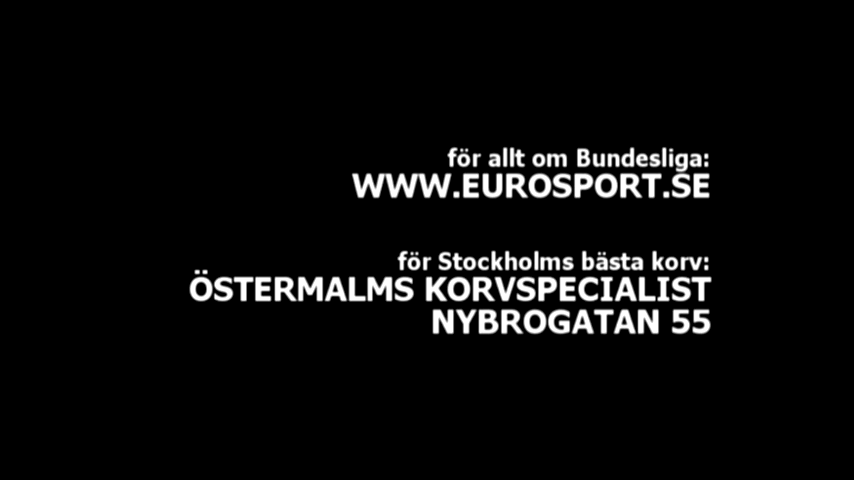 för allt om Bundesliga:
WWW.EUROSPORT.SE
för Stockholms bästa korv:
ÖSTERMALMS KORVSPECIALIST
NYBROGATAN 55